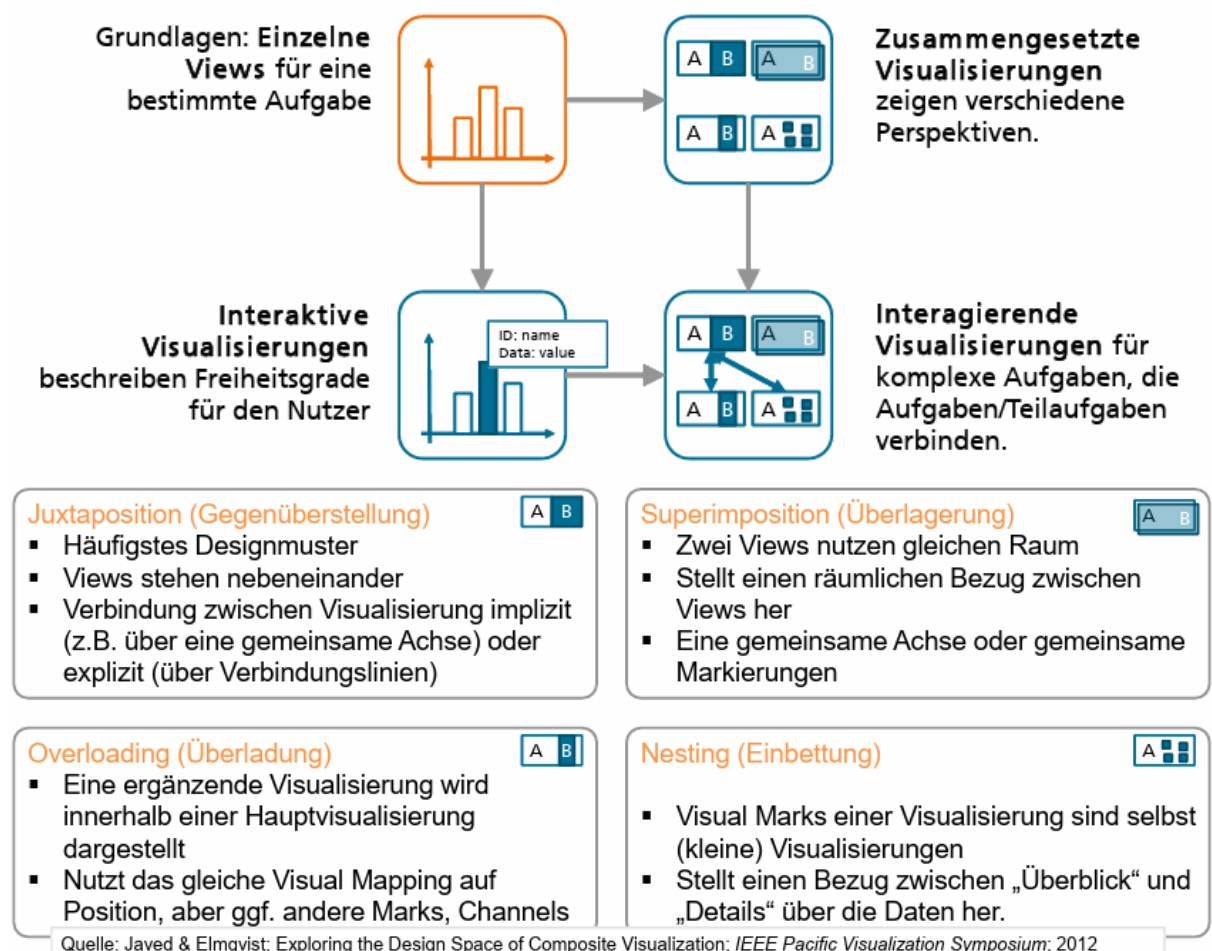 Grundlagen: Einzelne
Views für eine
bestimmte Aufgabe
A B A B
A B A
Zusammengesetzte
Visualisierungen
zeigen verschiedene
Perspektiven.
Interaktive
Visualisierungen
beschreiben Freiheitsgrade
für den Nutzer
ID: name
Data: value
A B A B
A B A
Interagierende
Visualisierungen für
komplexe Aufgaben, die
Aufgaben/Teilaufgaben
verbinden.
Juxtaposition (Gegenüberstellung)
A B
▪ Häufigstes Designmuster
▪ Views stehen nebeneinander
▪ Verbindung zwischen Visualisierung implizit
(z.B. über eine gemeinsame Achse) oder
explizit (über Verbindungslinien)
Superimposition (Überlagerung)
A B
▪ Zwei Views nutzen gleichen Raum
▪ Stellt einen räumlichen Bezug zwischen
Views her
▪ Eine gemeinsame Achse oder gemeinsame
Markierungen
Overloading (Überladung)
A B
▪ Eine ergänzende Visualisierung wird
innerhalb einer Hauptvisualisierung
dargestellt
▪ Nutzt das gleiche Visual Mapping auf
Position, aber ggf. andere Marks, Channels
Nesting (Einbettung)
A
▪ Visual Marks einer Visualisierung sind selbst
(kleine) Visualisierungen
▪ Stellt einen Bezug zwischen „Überblick“ und
„Details“ über die Daten her.
Quelle: Javed & Elmqvist: Exploring the Design Space of Composite Visualization; IEEE Pacific Visualization Symposium; 2012